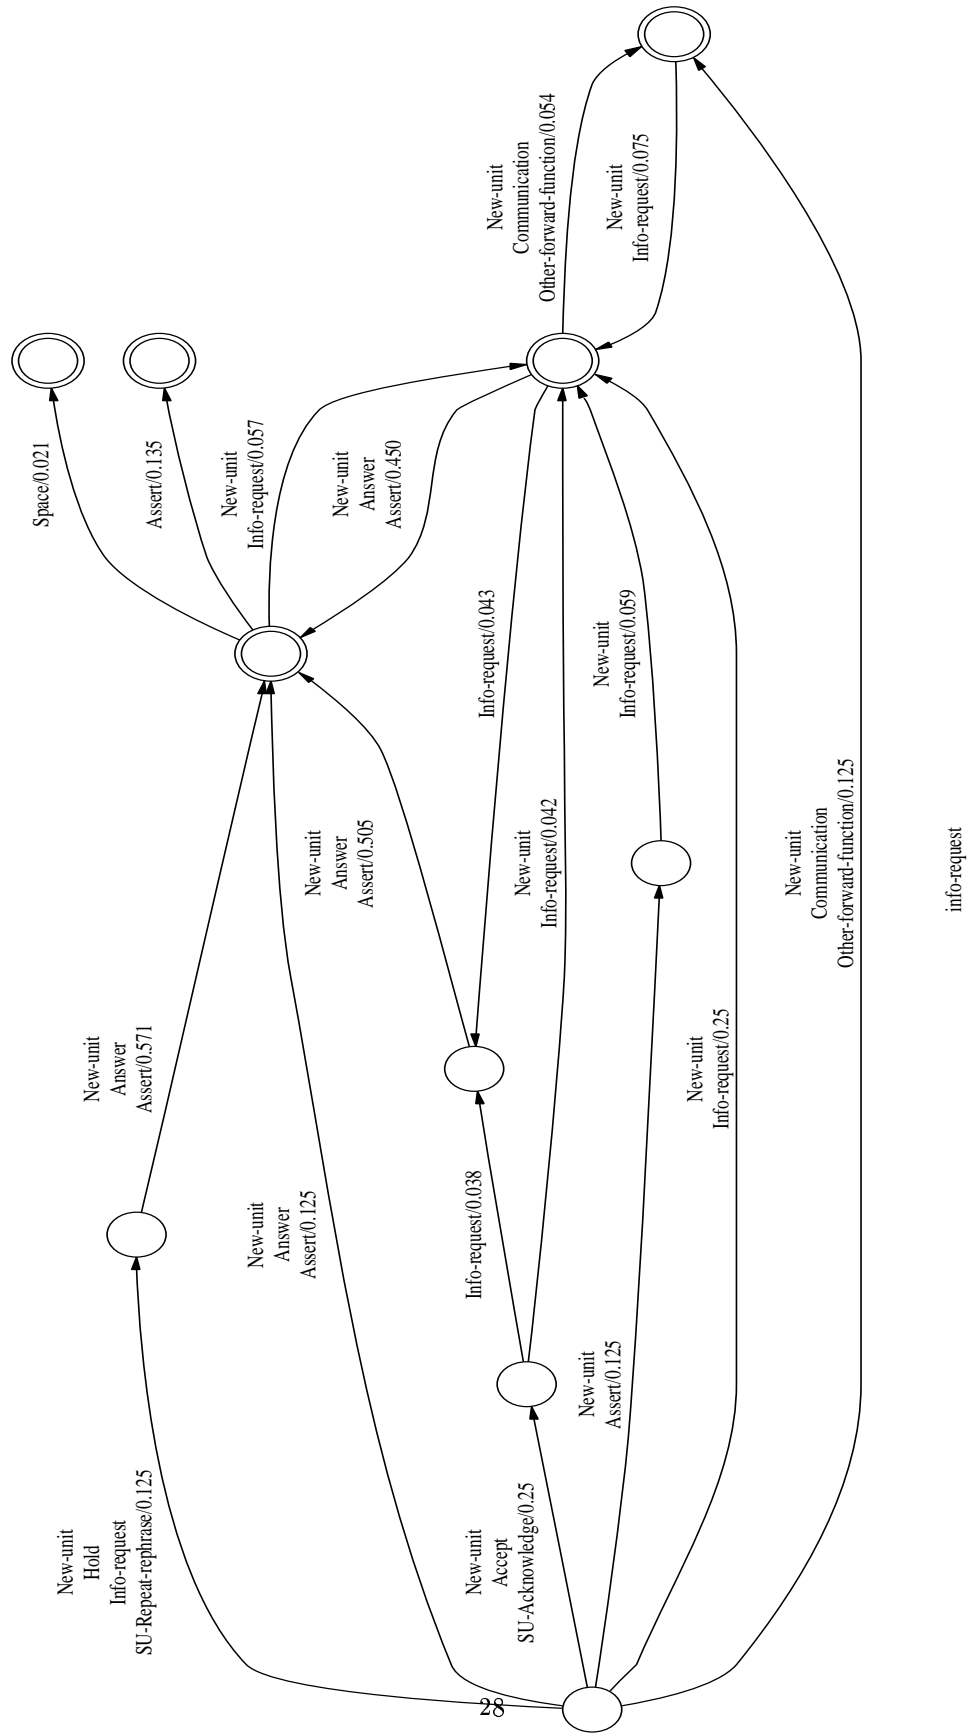 New-unit
Hold
Info-request
SU-Repeat-rephrase/0.125
New-unit
Answer
Assert/0.571
Space/0.021
Assert/0.135
New-unit
Info-request/0.057
New-unit
Answer
Assert/0.125
New-unit
Answer
Assert/0.505
New-unit
Answer
Assert/0.450
New-unit
Accept
SU-Acknowledge/0.25
Info-request/0.038
Info-request/0.043
New-unit
Communication
Other-forward-function/0.054
New-unit
Info-request/0.042
New-unit
Assert/0.125
New-unit
Info-request/0.059
New-unit
Info-request/0.075
New-unit
Info-request/0.25
New-unit
Communication
Other-forward-function/0.125
info-request
28